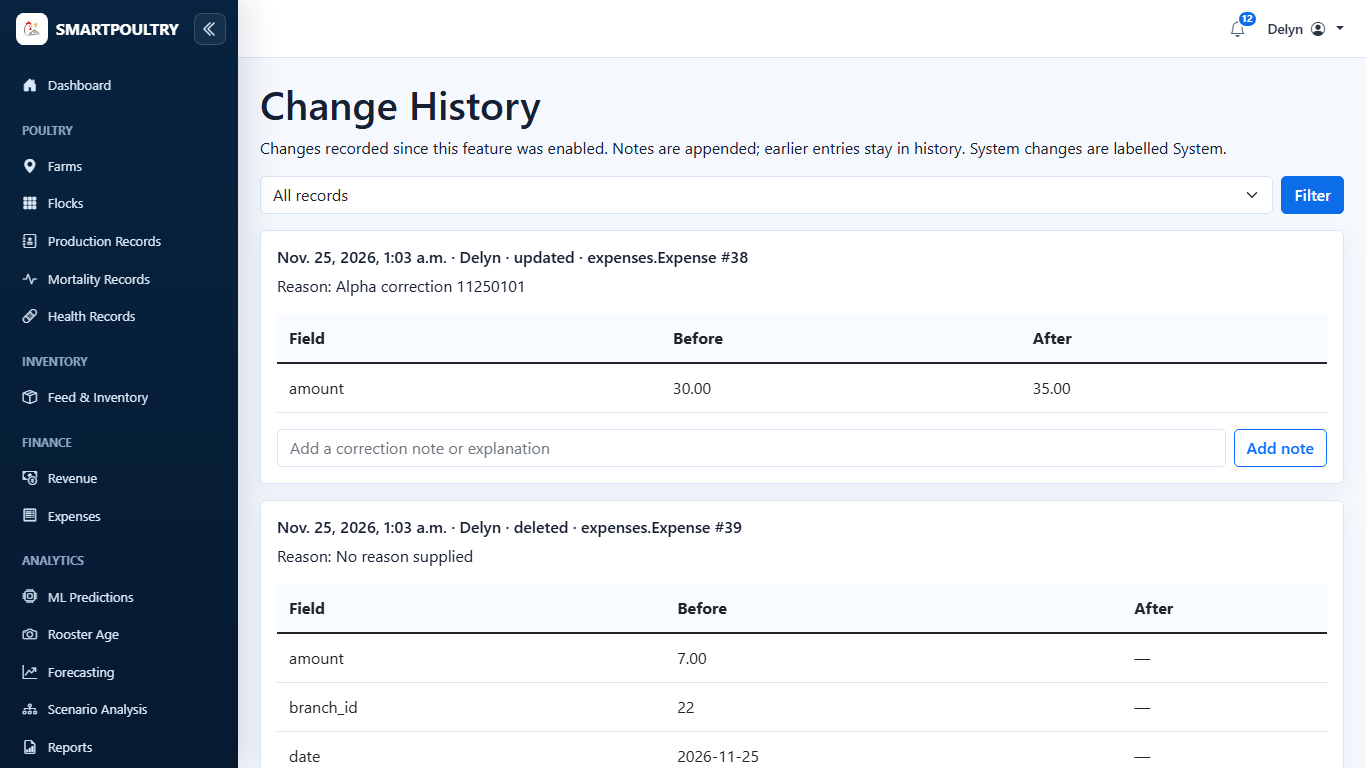 SMARTPOULTRY
12
Delyn
Dashboard
POULTRY
Farms
Flocks
Production Records
Mortality Records
Health Records
INVENTORY
Feed & Inventory
FINANCE
Revenue
Expenses
ANALYTICS
ML Predictions
Rooster Age
Forecasting
Scenario Analysis
Reports
Change History
Changes recorded since this feature was enabled. Notes are appended; earlier entries stay in history. System changes are labelled System.
All records
Filter
Nov. 25, 2026, 1:03 a.m. · Delyn · updated · expenses.Expense #38
Reason: Alpha correction 11250101
Field Before After
amount 30.00 35.00
Add a correction note or explanation
Add note
Nov. 25, 2026, 1:03 a.m. · Delyn · deleted · expenses.Expense #39
Reason: No reason supplied
Field Before After
amount 7.00 —
branch_id 22 —
date 2026-11-25 —